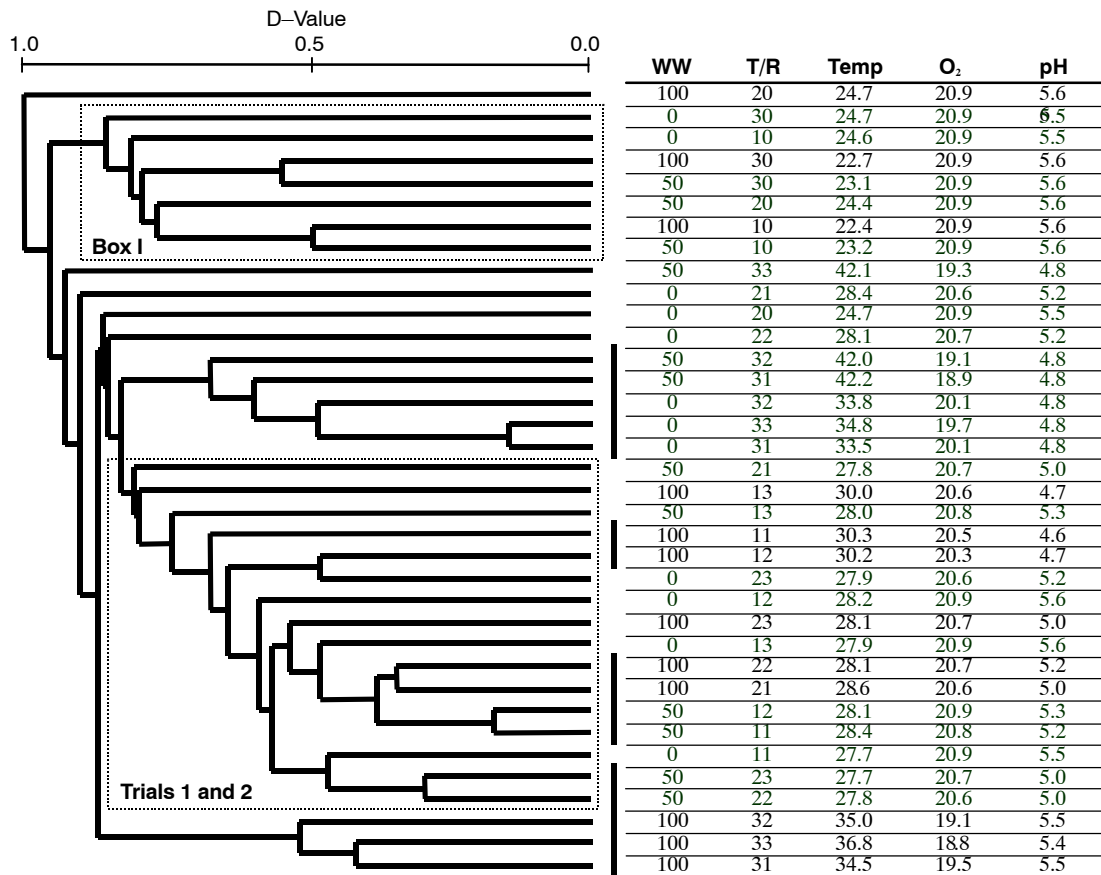 D–Value
1.0 0.5 0.0
WW T/R Temp O₂ pH
100 20 24.7 20.9 5.6
0 30 24.7 20.9 5.5
0 10 24.6 20.9 5.5
100 30 22.7 20.9 5.6
50 30 23.1 20.9 5.6
50 20 24.4 20.9 5.6
100 10 22.4 20.9 5.6
Box I
50 10 23.2 20.9 5.6
50 33 42.1 19.3 4.8
0 21 28.4 20.6 5.2
0 20 24.7 20.9 5.5
0 22 28.1 20.7 5.2
50 32 42.0 19.1 4.8
50 31 42.2 18.9 4.8
0 32 33.8 20.1 4.8
0 33 34.8 19.7 4.8
0 31 33.5 20.1 4.8
50 21 27.8 20.7 5.0
100 13 30.0 20.6 4.7
50 13 28.0 20.8 5.3
100 11 30.3 20.5 4.6
100 12 30.2 20.3 4.7
0 23 27.9 20.6 5.2
0 12 28.2 20.9 5.6
100 23 28.1 20.7 5.0
0 13 27.9 20.9 5.6
100 22 28.1 20.7 5.2
100 21 28.6 20.6 5.0
50 12 28.1 20.9 5.3
50 11 28.4 20.8 5.2
0 11 27.7 20.9 5.5
50 23 27.7 20.7 5.0
Trials 1 and 2
50 22 27.8 20.6 5.0
100 32 35.0 19.1 5.5
100 33 36.8 18.8 5.4
100 31 34.5 19.5 5.5